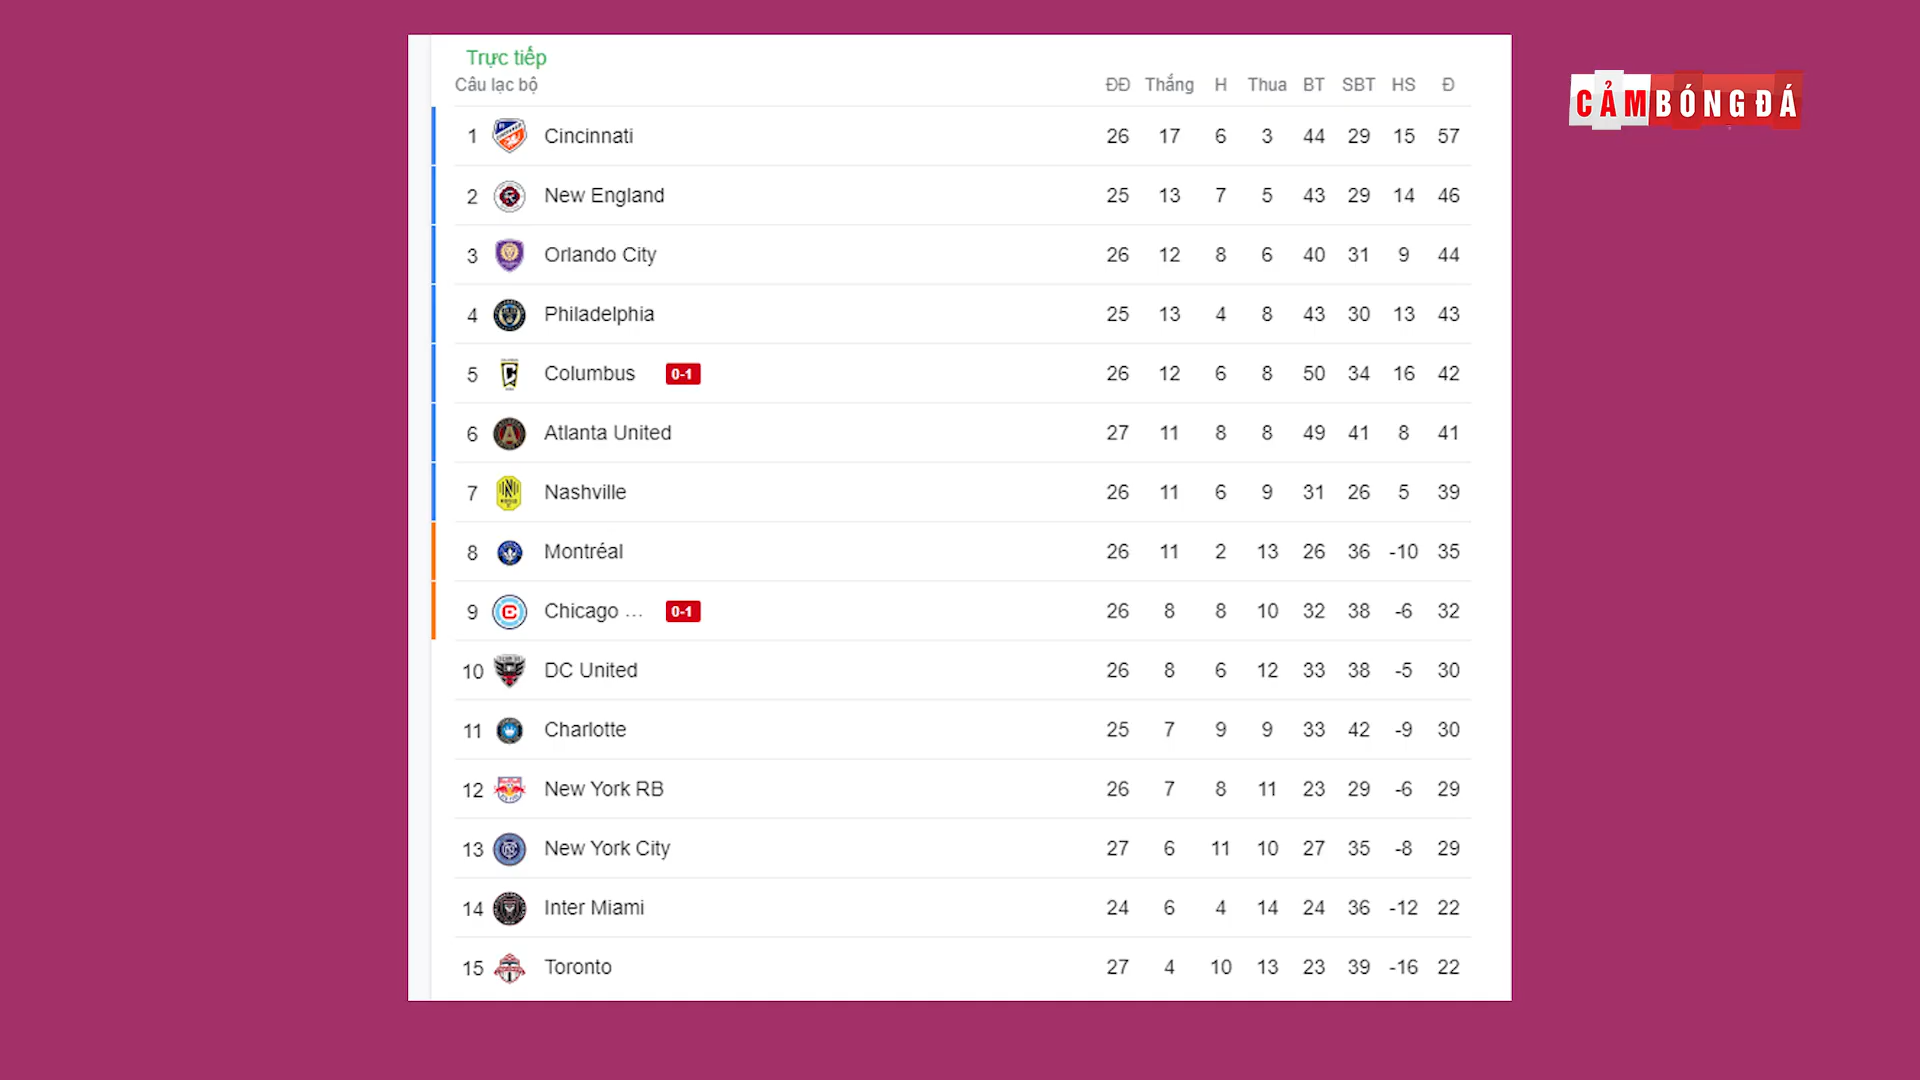 Trực tiếp
Câu lạc bộ ĐĐ Thắng H Thua BT SBT HS Đ
CẢMBÓNGĐÁ
1 Cincinnati 26 17 6 3 44 29 15 57
2 New England 25 13 7 5 43 29 14 46
3 Orlando City 26 12 8 6 40 31 9 44
4 Philadelphia 25 13 4 8 43 30 13 43
5 Columbus 0-1 26 12 6 8 50 34 16 42
6 Atlanta United 27 11 8 8 49 41 8 41
7 Nashville 26 11 6 9 31 26 5 39
8 Montréal 26 11 2 13 26 36 -10 35
9 Chicago ... 0-1 26 8 8 10 32 38 -6 32
10 DC United 26 8 6 12 33 38 -5 30
11 Charlotte 25 7 9 9 33 42 -9 30
12 New York RB 26 7 8 11 23 29 -6 29
13 New York City 27 6 11 10 27 35 -8 29
14 Inter Miami 24 6 4 14 24 36 -12 22
15 Toronto 27 4 10 13 23 39 -16 22